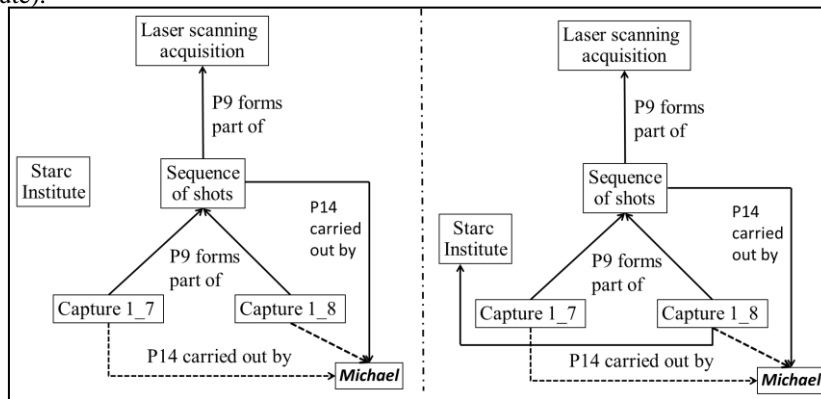 ate).
Laser scanning
acquisition
P9 forms
part of
Starc
Institute
Sequence
of shots
P14
carried
out by
P9 forms
part of
Capture 1_7
Capture 1_8
P14 carried out by
Michael
Laser scanning
acquisition
P9 forms
part of
Sequence
of shots
P14
carried
out by
Starc
Institute
P9 forms
part of
Capture 1_7
Capture 1_8
P14 carried out by
Michael